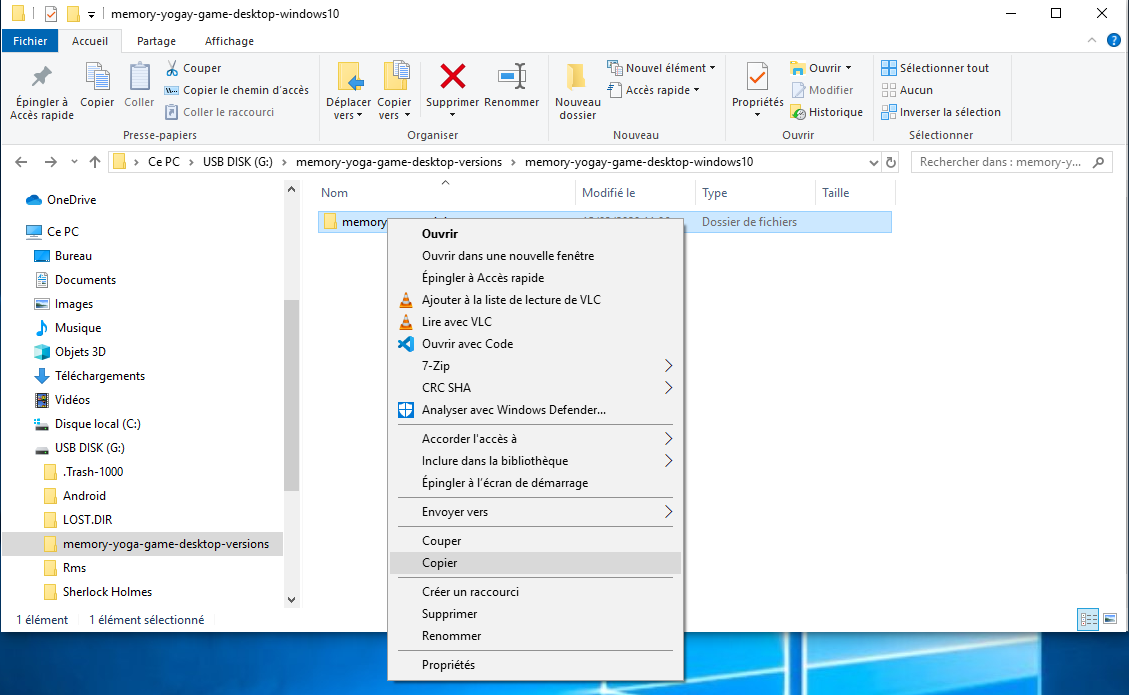 memory-yogay-game-desktop-windows10
Fichier
Accueil
Partage
Affichage
Épingler à
Accès rapide
Copier
Coller
Couper
Copier le chemin d'accès
Coller le raccourci
Presse-papiers
Déplacer
vers
Copier
vers
Supprimer
Renommer
Organiser
Nouveau
dossier
Nouvel élément
Accès rapide
Nouveau
Propriétés
Ouvrir
Modifier
Historique
Ouvrir
Sélectionner tout
Aucun
Inverser la sélection
Sélectionner
Ce PC > USB DISK (G:) > memory-yoga-game-desktop-versions > memory-yogay-game-desktop-windows10
Rechercher dans : memory-y...
OneDrive
Ce PC
Bureau
Documents
Images
Musique
Objets 3D
Téléchargements
Vidéos
Disque local (C:)
USB DISK (G:)
.Trash-1000
Android
LOST.DIR
memory-yoga-game-desktop-versions
Rms
Sherlock Holmes
Nom
Modifié le
Type
Taille
memory
Dossier de fichiers
Ouvrir
Ouvrir dans une nouvelle fenêtre
Épingler à Accès rapide
Ajouter à la liste de lecture de VLC
Lire avec VLC
Ouvrir avec Code
7-Zip
CRC SHA
Analyser avec Windows Defender...
Accorder l'accès à
Inclure dans la bibliothèque
Épingler à l'écran de démarrage
Envoyer vers
Couper
Copier
Créer un raccourci
Supprimer
Renommer
Propriétés
1 élément
1 élément sélectionné